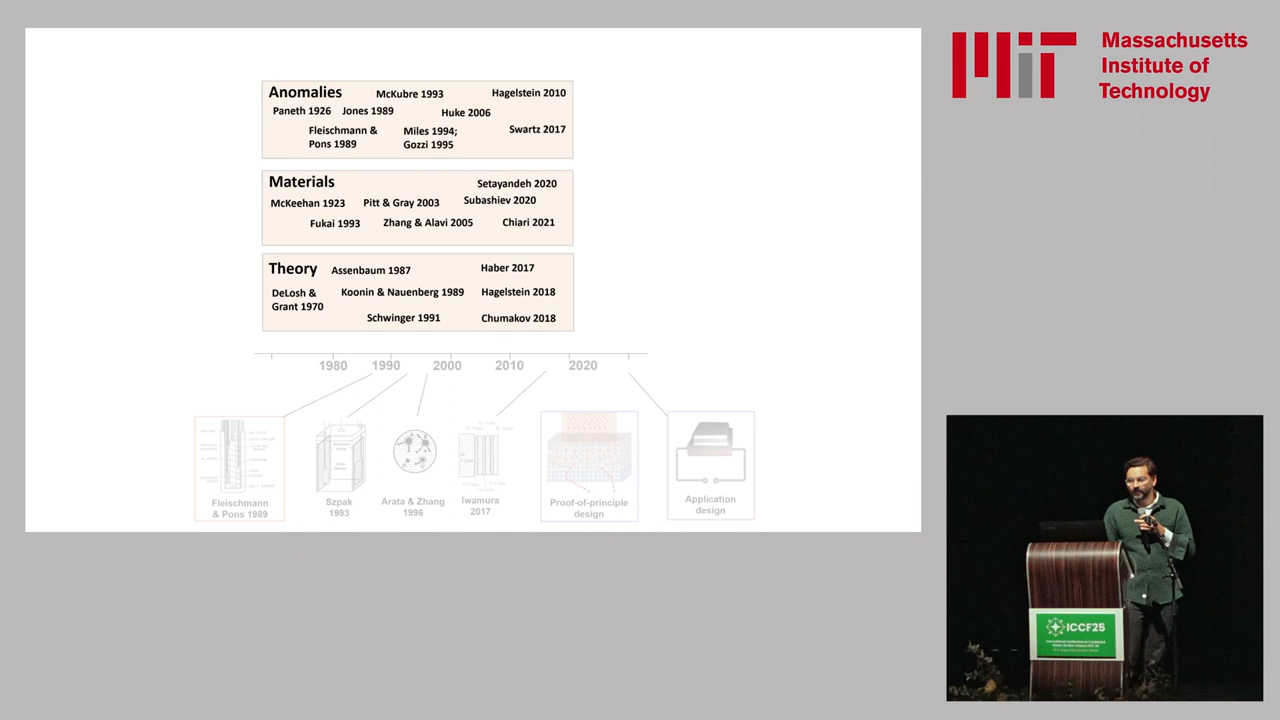 Massachusetts
Institute of
Technology
Anomalies
McKubre 1993
Hagelstein 2010
Paneth 1926
Jones 1989
Huke 2006
Fleischmann &
Pons 1989
Miles 1994;
Gozzi 1995
Swartz 2017
Materials
Setayandeh 2020
McKeehan 1923
Pitt & Gray 2003
Subashiev 2020
Fukai 1993
Zhang & Alavi 2005
Chiari 2021
Theory
Assenbaum 1987
Haber 2017
DeLosh &
Grant 1970
Koonin & Nauenberg 1989
Hagelstein 2018
Schwinger 1991
Chumakov 2018
1980
1990
2000
2010
2020
Fleischmann
& Pons 1989
Szpak
1993
Arata & Zhang
1996
Iwamura
2017
Proof-of-principle
design
Application
design
ICCF25